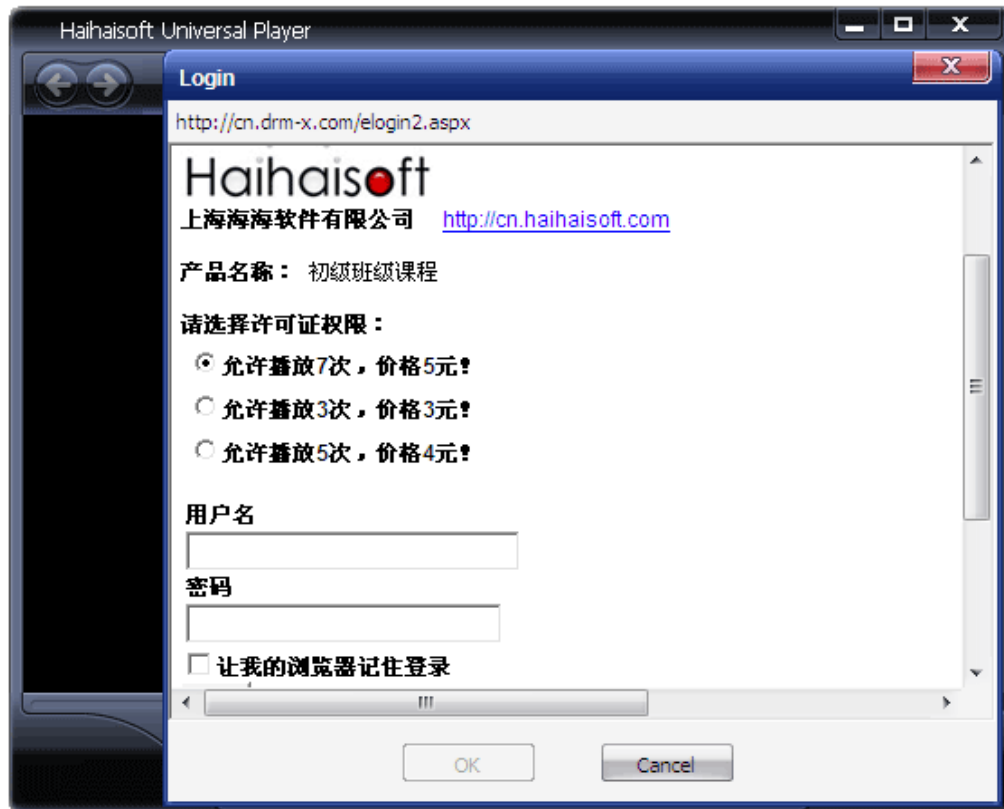 Haihaisoft Universal Player
Login
http://cn.drm-x.com/elogin2.aspx
Haihaisoft
上海海海软件有限公司 http://cn.haihaisoft.com
产品名称： 初级班级课程
请选择许可证权限：
允许播放7次，价格5元！
允许播放3次，价格3元！
允许播放5次，价格4元！
用户名
密码
让我的浏览器记住登录
OK Cancel